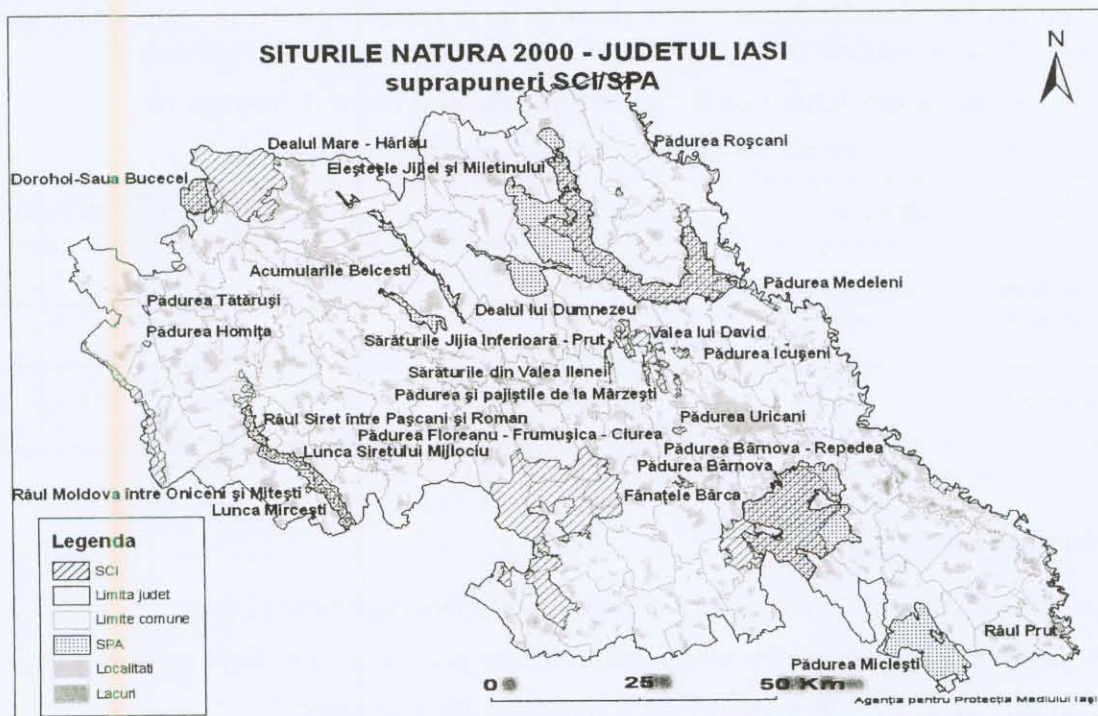 SITURILE NATURA 2000 - JUDETUL IASI
suprapuneri SCI/SPA
N
Dealul Mare - Hârlău
Pădurea Roşcani
Dorohoi-Saua Bucecei
Eleşteele Jijiei şi Miletinului
Acumularile Belcesti
Pădurea Medeleni
Pădurea Tătăruşi
Dealul lui Dumnezeu
Pădurea Homiţa
Sărăturile Jijia Inferioară - Prut
Valea lui David
Pădurea Icuşeni
Sărăturile din Valea Ilenei
Pădurea şi pajiştile de la Mârzeşti
Râul Siret între Paşcani şi Roman
Pădurea Uricani
Pădurea Floreanu - Frumuşica - Ciurea
Lunca Siretului Mijlociu
Pădurea Bârnova - Repedea
Pădurea Bârnova
Râul Moldova între Oniceni şi Miteşti
Fânaţele Bârca
Lunca Mirceşti
Legenda
SCI
Limita judet
Limite comune
SPA
Localitati
Lacuri
Râul Prut
Pădurea Micleşti
0 25 50 Km
Agenţia pentru Protecţia Mediului Iaşi